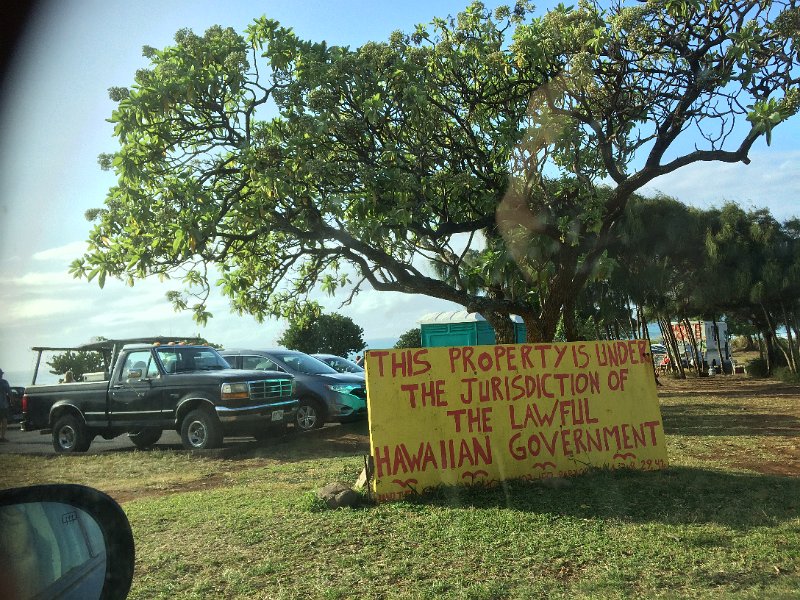 THIS PROPERTY IS UNDER
THE JURISDICTION OF
THE LAWFUL
HAWAIIAN GOVERNMENT